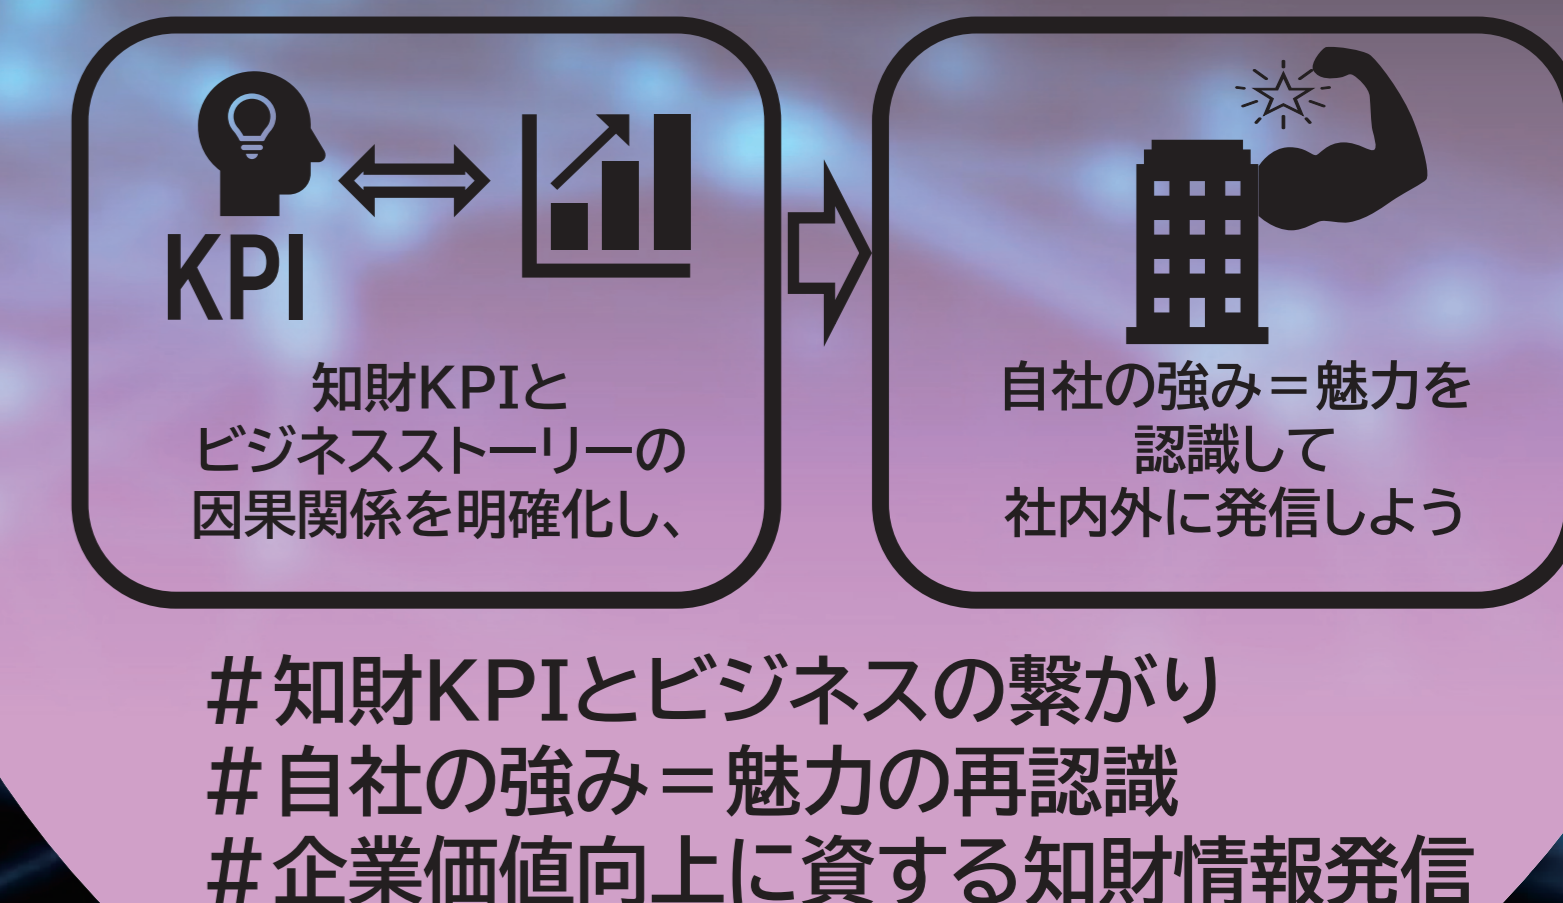 KPI
知財KPIと
ビジネスストーリーの
因果関係を明確化し、
自社の強み＝魅力を
認識して
社内外に発信しよう
＃知財KPIとビジネスの繋がり
＃自社の強み＝魅力の再認識
＃企業価値向上に資する知財情報発信